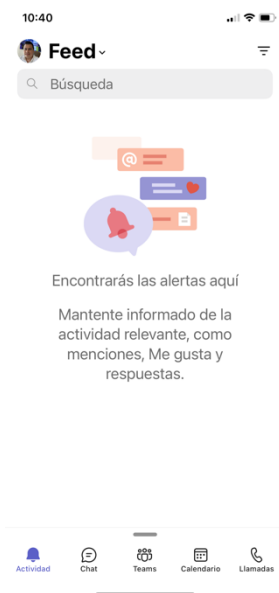 10:40
Feed
Búsqueda
@
Encontrarás las alertas aquí
Mantente informado de la
actividad relevante, como
menciones, Me gusta y
respuestas.
Actividad
Chat
Teams
Calendario
Llamadas